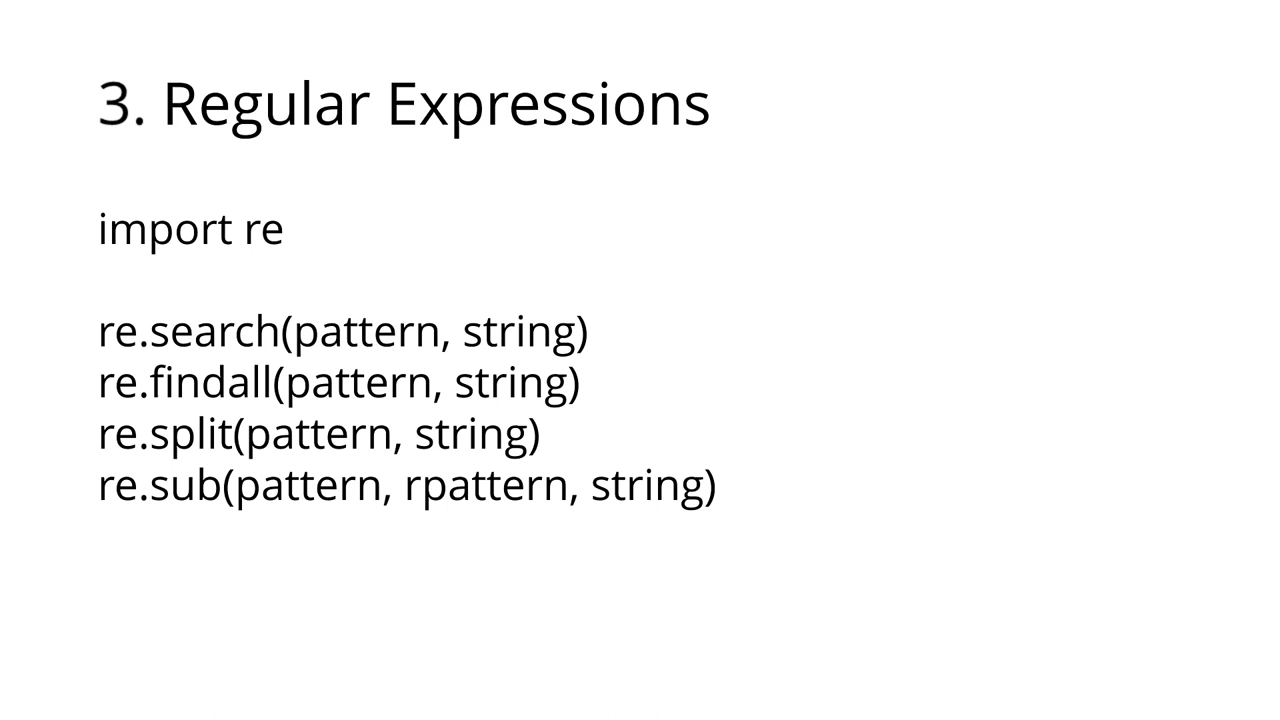 3. Regular Expressions
import re
re.search(pattern, string)
re.findall(pattern, string)
re.split(pattern, string)
re.sub(pattern, rpattern, string)